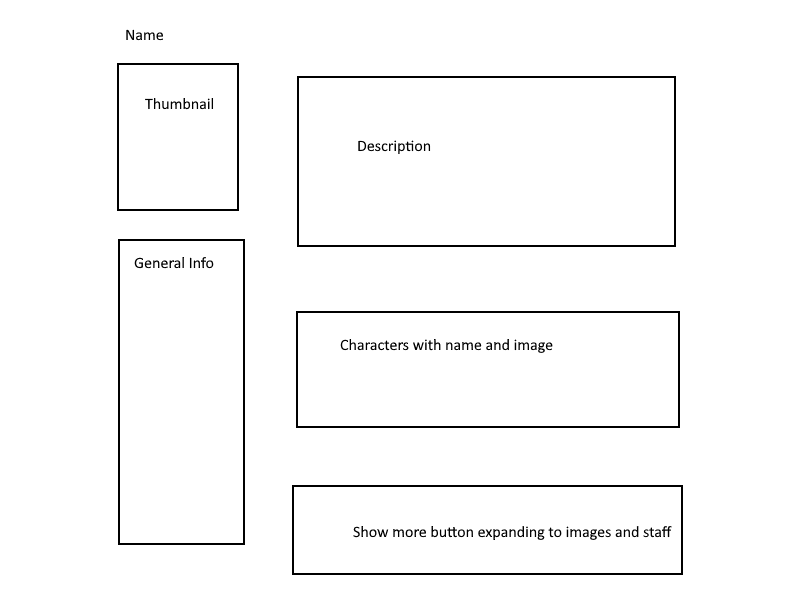 Name
Thumbnail
Description
General Info
Characters with name and image
Show more button expanding to images and staff